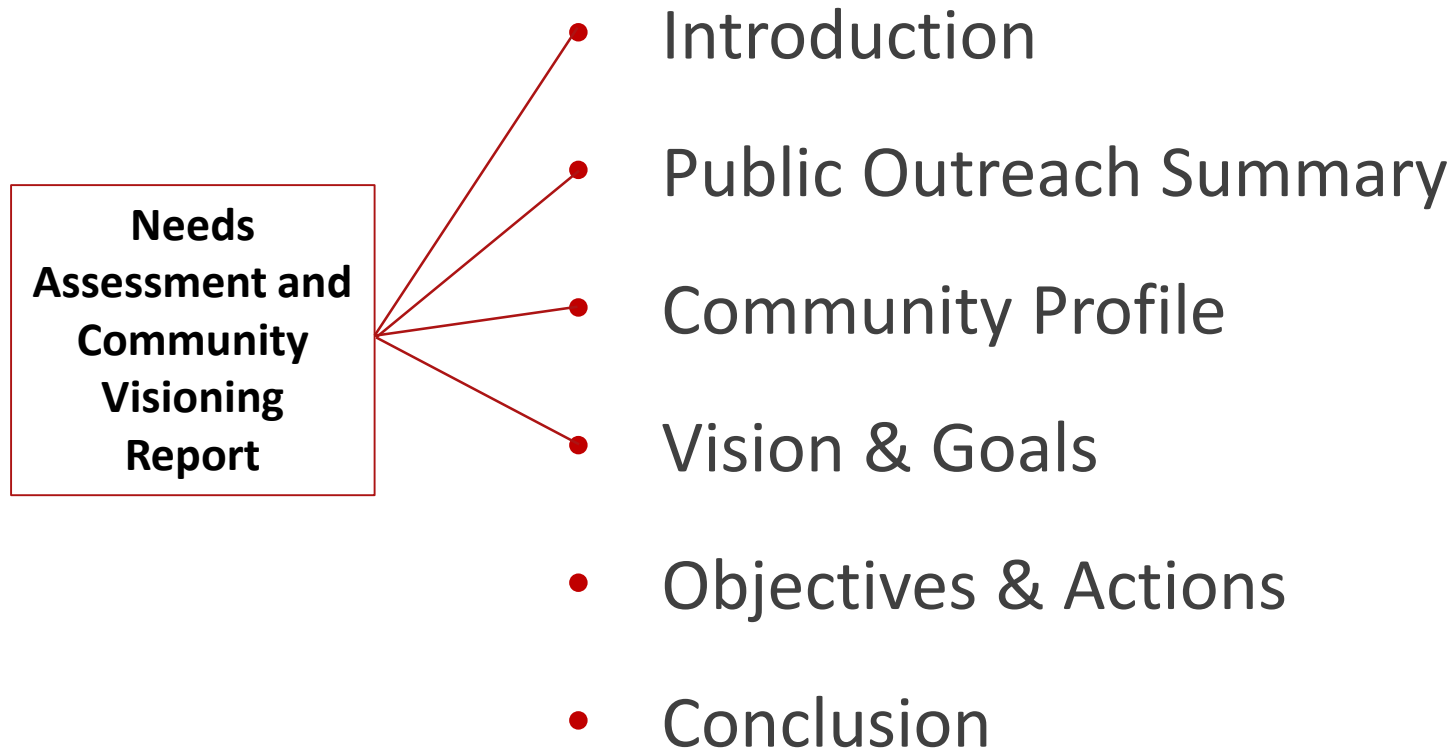 Needs
Assessment and
Community
Visioning
Report
Introduction
Public Outreach Summary
Community Profile
Vision & Goals
Objectives & Actions
Conclusion